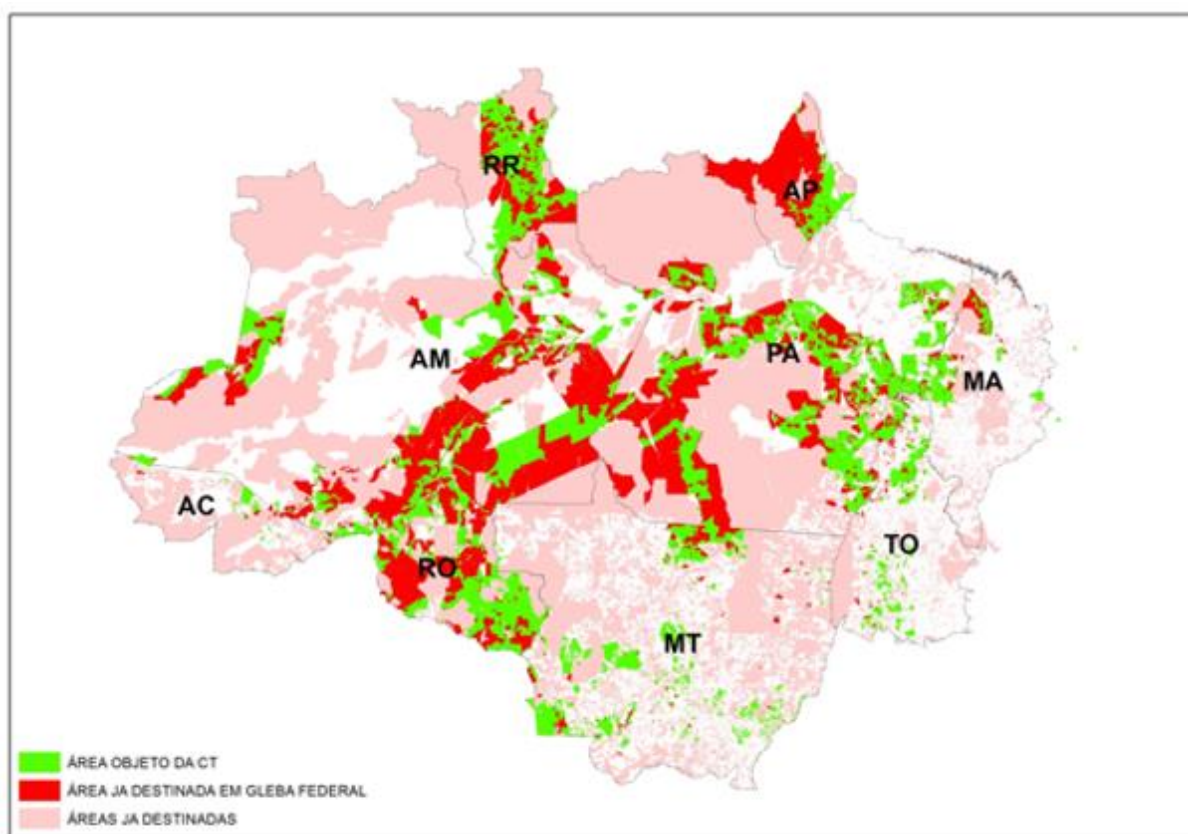 RR
AP
AM
PA
MA
AC
TO
RO
MT
ÁREA OBJETO DA CT
ÁREA JA DESTINADA EM GLEBA FEDERAL
ÁREAS JA DESTINADAS